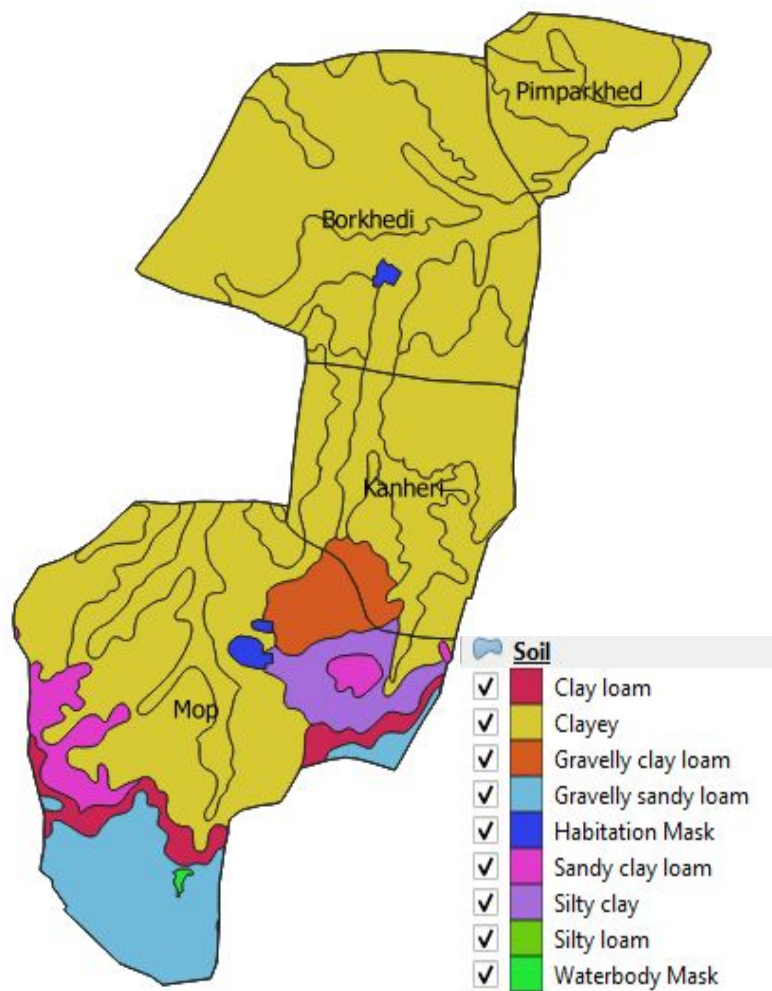 Pimparkhed
Borkhedi
Kanheri
Mop
Soil
Clay loam
Clayey
Gravelly clay loam
Gravelly sandy loam
Habitation Mask
Sandy clay loam
Silty clay
Silty loam
Waterbody Mask